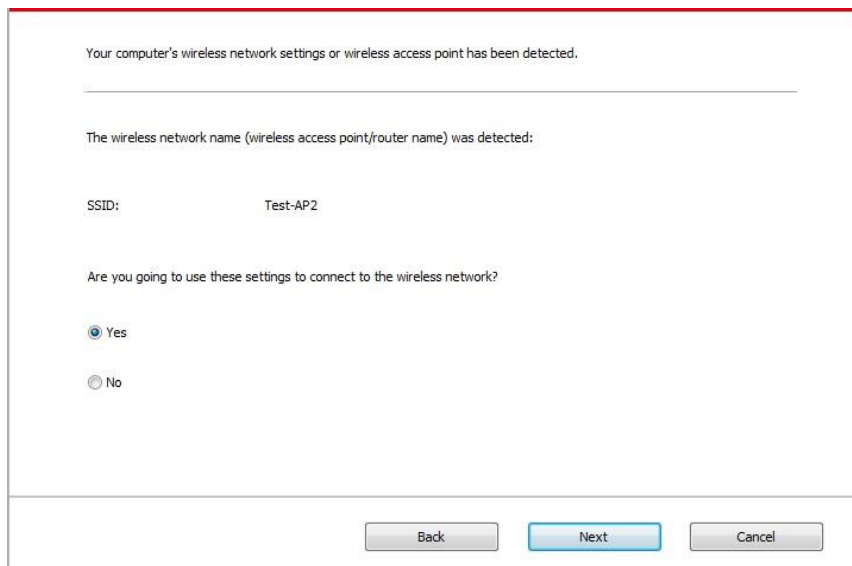 Your computer's wireless network settings or wireless access point has been detected.
The wireless network name (wireless access point/router name) was detected:
SSID: Test-AP2
Are you going to use these settings to connect to the wireless network?
Yes
No
Back Next Cancel